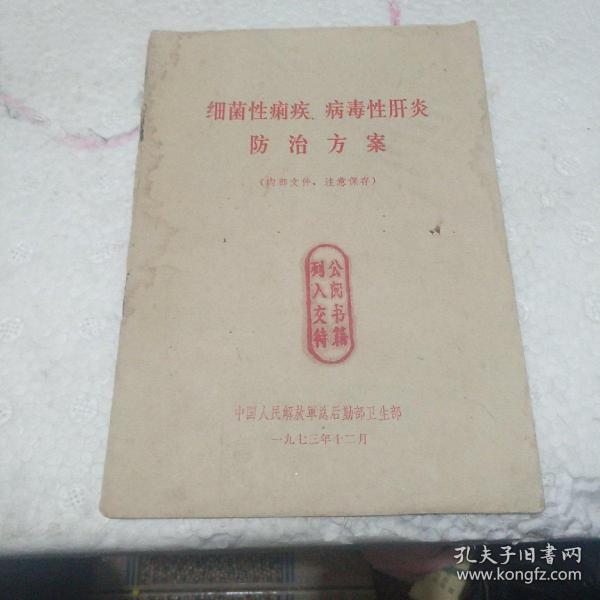 细菌性痢疾、病毒性肝炎
防治方案
(内部文件，注意保存)
公阅书籍
列入交待
中国人民解放軍总后勤部卫生部
一九七三年十二月
孔夫子旧书网
www.kongfz.com